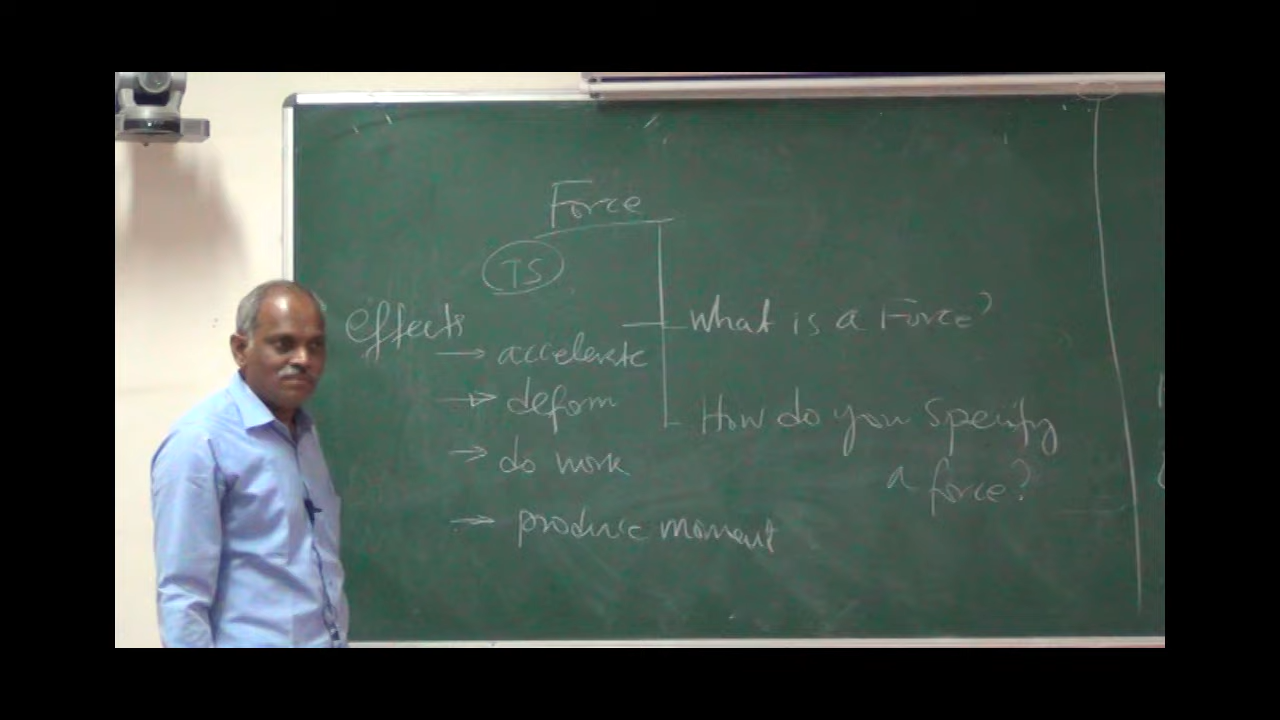 Force
TS
effects
→ accelerate
→ deform
→ do work
→ produce moment
What is a Force?
How do you specify
a force?